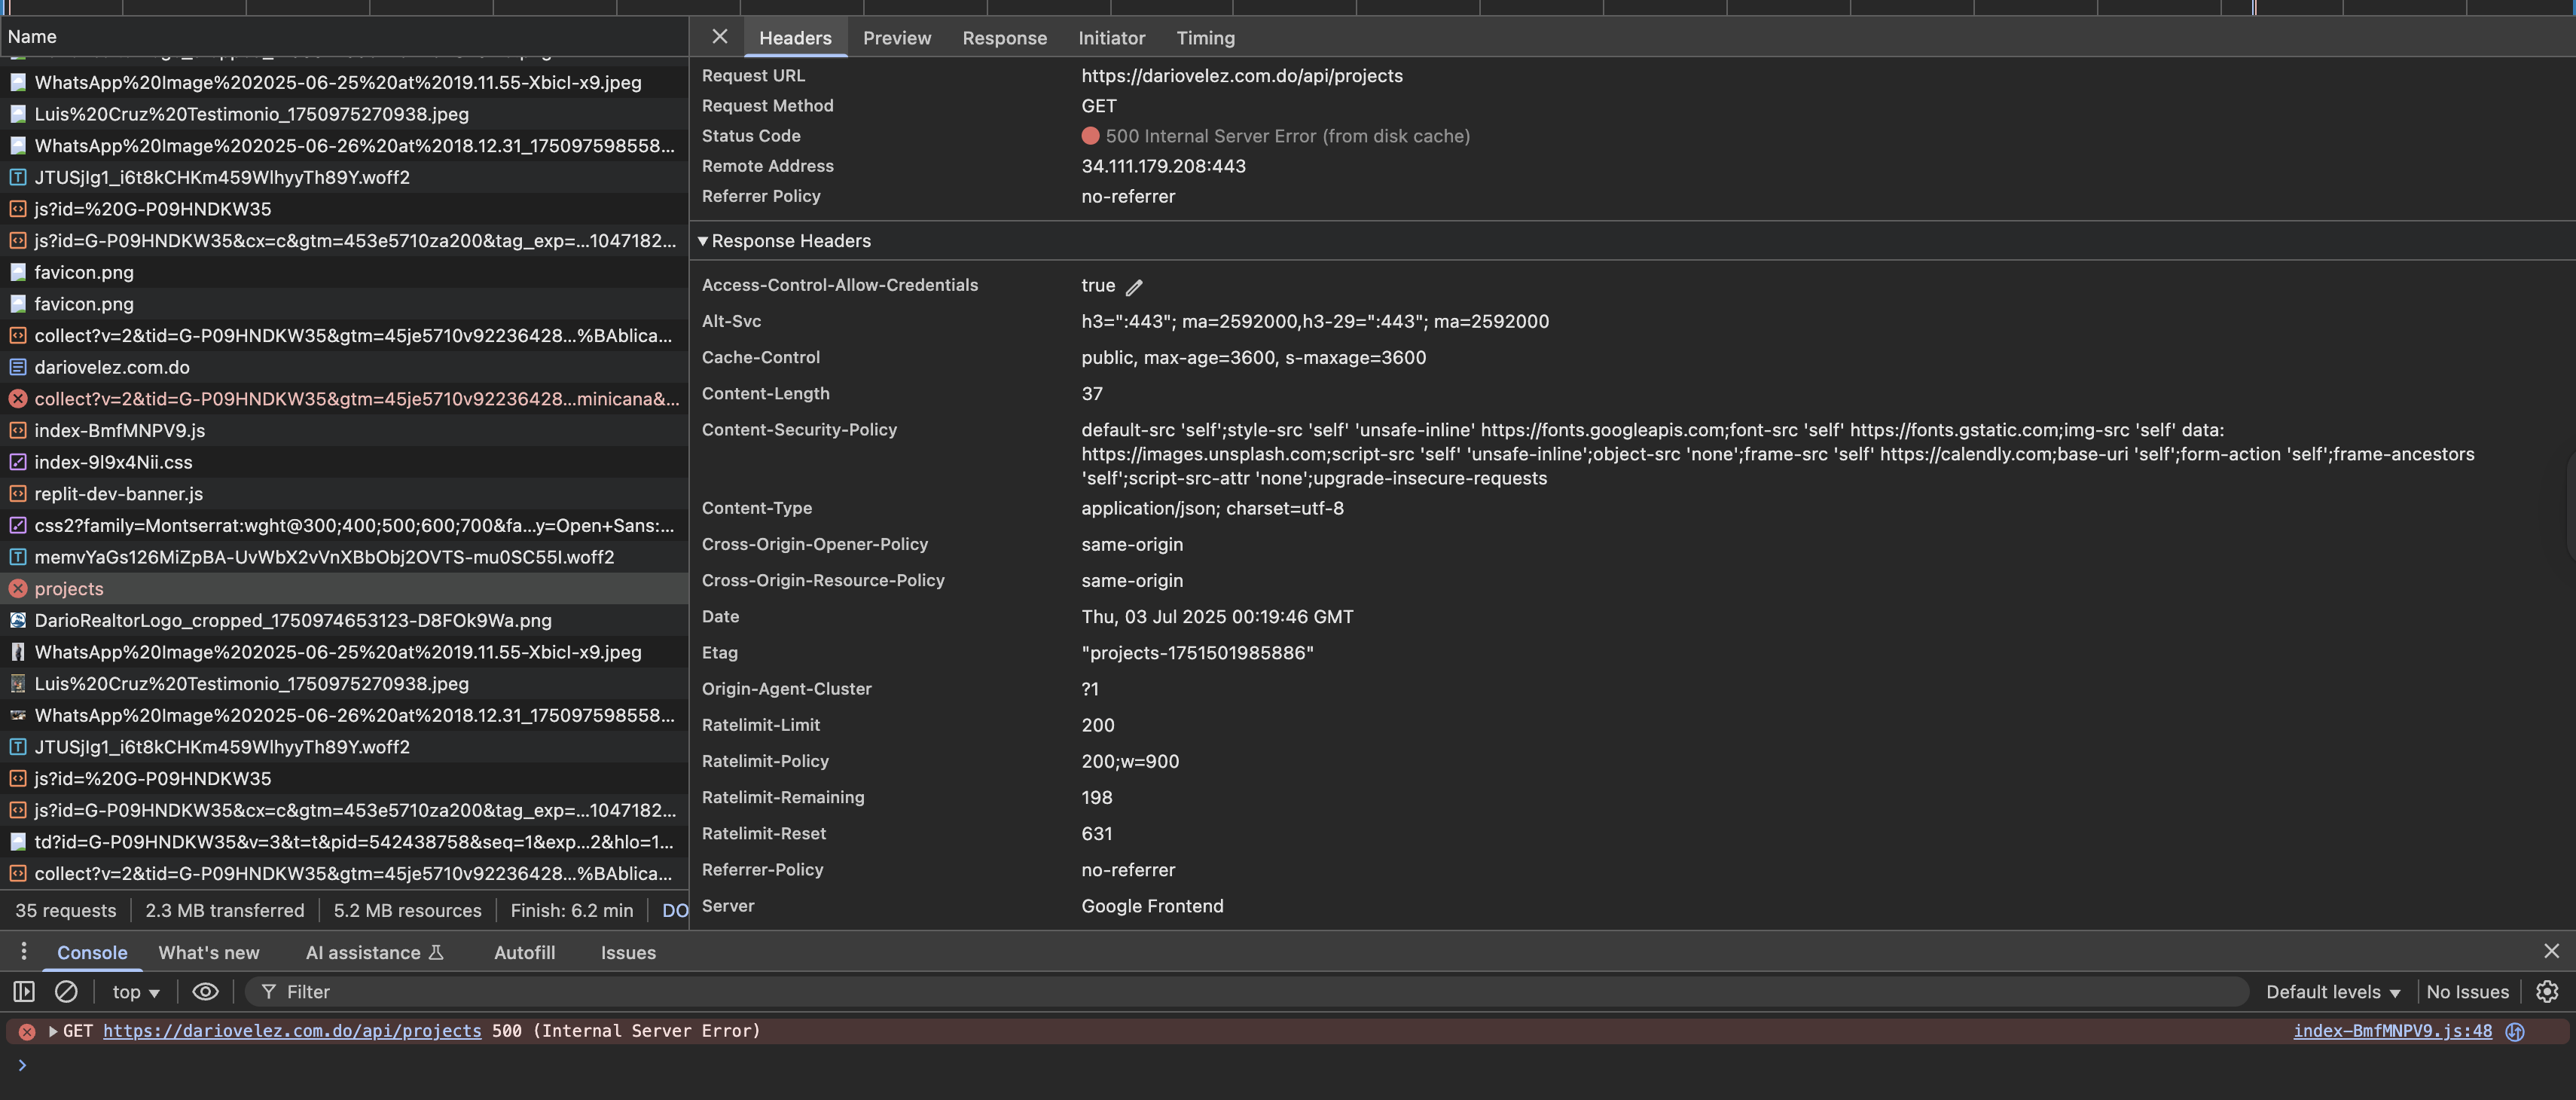 Name
WhatsApp%20Image%202025-06-25%20at%2019.11.55-Xbicl-x9.jpeg
Luis%20Cruz%20Testimonio_1750975270938.jpeg
WhatsApp%20Image%202025-06-26%20at%2018.12.31_175097598558...
JTUSjIg1_i6t8kCHKm459WlhyyTh89Y.woff2
js?id=%20G-P09HNDKW35
js?id=G-P09HNDKW35&cx=c&gtm=453e5710za200&tag_exp=...1047182...
favicon.png
favicon.png
collect?v=2&tid=G-P09HNDKW35&gtm=45je5710v92236428...%BAblica...
dariovelez.com.do
collect?v=2&tid=G-P09HNDKW35&gtm=45je5710v92236428...minicana&...
index-BmfMNPV9.js
index-9l9x4Nii.css
replit-dev-banner.js
css2?family=Montserrat:wght@300;400;500;600;700&fa...y=Open+Sans:...
memvYaGs126MiZpBA-UvWbX2vVnXBbObj2OVTS-mu0SC55I.woff2
projects
DarioRealtorLogo_cropped_1750974653123-D8FOk9Wa.png
WhatsApp%20Image%202025-06-25%20at%2019.11.55-Xbicl-x9.jpeg
Luis%20Cruz%20Testimonio_1750975270938.jpeg
WhatsApp%20Image%202025-06-26%20at%2018.12.31_175097598558...
JTUSjIg1_i6t8kCHKm459WlhyyTh89Y.woff2
js?id=%20G-P09HNDKW35
js?id=G-P09HNDKW35&cx=c&gtm=453e5710za200&tag_exp=...1047182...
td?id=G-P09HNDKW35&v=3&t=t&pid=542438758&seq=1&exp...2&hlo=1...
collect?v=2&tid=G-P09HNDKW35&gtm=45je5710v92236428...%BAblica...
35 requests 2.3 MB transferred 5.2 MB resources Finish: 6.2 min DO
Headers Preview Response Initiator Timing
Request URL https://dariovelez.com.do/api/projects
Request Method GET
Status Code 500 Internal Server Error (from disk cache)
Remote Address 34.111.179.208:443
Referrer Policy no-referrer
Response Headers
Access-Control-Allow-Credentials true
Alt-Svc h3=":443"; ma=2592000,h3-29=":443"; ma=2592000
Cache-Control public, max-age=3600, s-maxage=3600
Content-Length 37
Content-Security-Policy default-src 'self';style-src 'self' 'unsafe-inline' https://fonts.googleapis.com;font-src 'self' https://fonts.gstatic.com;img-src 'self' data:
https://images.unsplash.com;script-src 'self' 'unsafe-inline';object-src 'none';frame-src 'self' https://calendly.com;base-uri 'self';form-action 'self';frame-ancestors
'self';script-src-attr 'none';upgrade-insecure-requests
Content-Type application/json; charset=utf-8
Cross-Origin-Opener-Policy same-origin
Cross-Origin-Resource-Policy same-origin
Date Thu, 03 Jul 2025 00:19:46 GMT
Etag "projects-1751501985886"
Origin-Agent-Cluster ?1
Ratelimit-Limit 200
Ratelimit-Policy 200;w=900
Ratelimit-Remaining 198
Ratelimit-Reset 631
Referrer-Policy no-referrer
Server Google Frontend
Console What's new AI assistance Autofill Issues
top Filter Default levels No Issues
GET https://dariovelez.com.do/api/projects 500 (Internal Server Error) index-BmfMNPV9.js:48